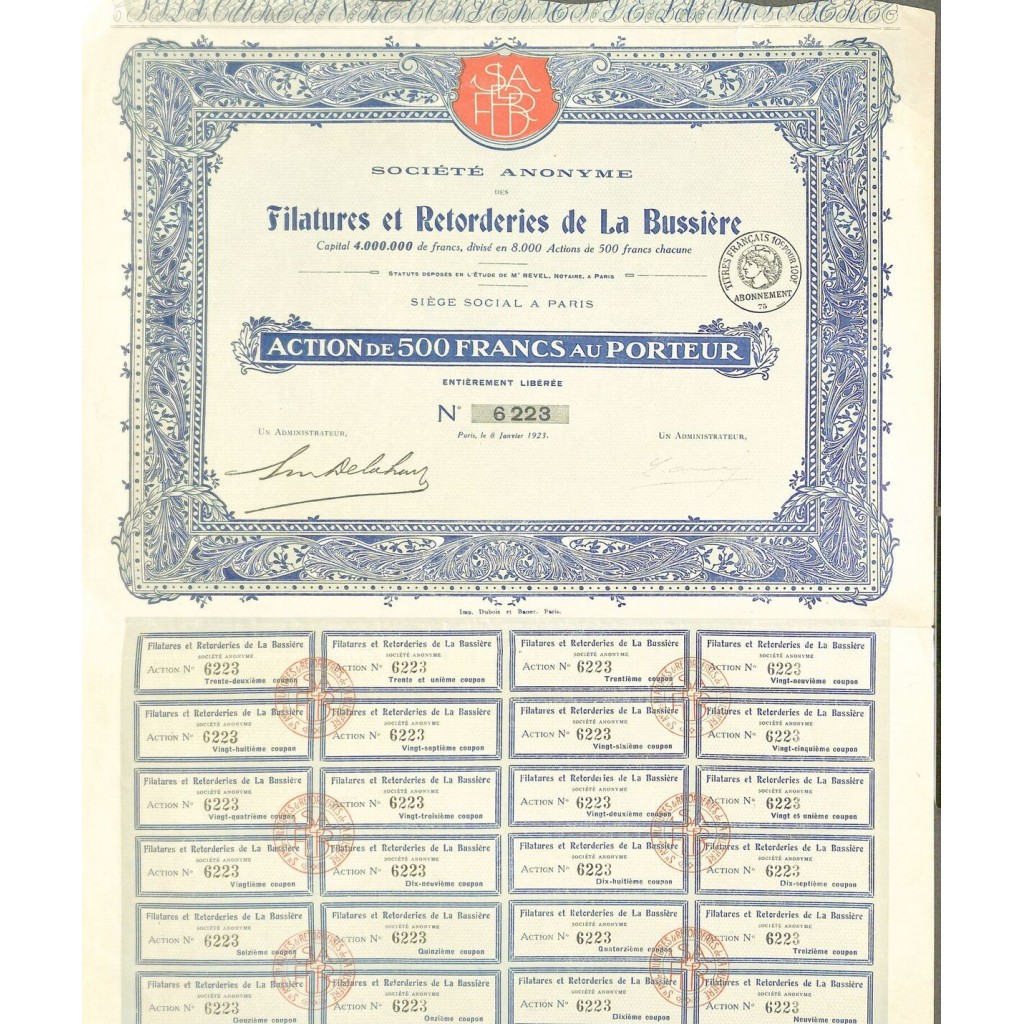 SOCIÉTÉ ANONYME
DES
Filatures et Retorderies de La Bussière
Capital 4.000.000 de francs, divisé en 8.000 Actions de 500 francs chacune
STATUTS DÉPOSÉS EN L'ÉTUDE DE Mᵉ REVEL, NOTAIRE, A PARIS
TITRES FRANÇAIS 10c POUR 100F
ABONNEMENT
75
SIÈGE SOCIAL A PARIS
ACTION DE 500 FRANCS AU PORTEUR
ENTIÈREMENT LIBÉRÉE
N° 6223
UN ADMINISTRATEUR,
Paris, le 8 Janvier 1923.
UN ADMINISTRATEUR,
Imp. Dubois et Bauer. Paris.
Filatures et Retorderies de La Bussière Filatures et Retorderies de La Bussière Filatures et Retorderies de La Bussière Filatures et Retorderies de La Bussière
SOCIÉTÉ ANONYME SOCIÉTÉ ANONYME SOCIÉTÉ ANONYME SOCIÉTÉ ANONYME
ACTION N° 6223 ACTION N° 6223 ACTION N° 6223 ACTION N° 6223
Trente-deuxième coupon Trente et unième coupon Trentième coupon Vingt-neuvième coupon
Filatures et Retorderies de La Bussière Filatures et Retorderies de La Bussière Filatures et Retorderies de La Bussière Filatures et Retorderies de La Bussière
SOCIÉTÉ ANONYME SOCIÉTÉ ANONYME SOCIÉTÉ ANONYME SOCIÉTÉ ANONYME
ACTION N° 6223 ACTION N° 6223 ACTION N° 6223 ACTION N° 6223
Vingt-huitième coupon Vingt-septième coupon Vingt-sixième coupon Vingt-cinquième coupon
Filatures et Retorderies de La Bussière Filatures et Retorderies de La Bussière Filatures et Retorderies de La Bussière Filatures et Retorderies de La Bussière
SOCIÉTÉ ANONYME SOCIÉTÉ ANONYME SOCIÉTÉ ANONYME SOCIÉTÉ ANONYME
ACTION N° 6223 ACTION N° 6223 ACTION N° 6223 ACTION N° 6223
Vingt-quatrième coupon Vingt-troisième coupon Vingt-deuxième coupon Vingt et unième coupon
Filatures et Retorderies de La Bussière Filatures et Retorderies de La Bussière Filatures et Retorderies de La Bussière Filatures et Retorderies de La Bussière
SOCIÉTÉ ANONYME SOCIÉTÉ ANONYME SOCIÉTÉ ANONYME SOCIÉTÉ ANONYME
ACTION N° 6223 ACTION N° 6223 ACTION N° 6223 ACTION N° 6223
Vingtième coupon Dix-neuvième coupon Dix-huitième coupon Dix-septième coupon
Filatures et Retorderies de La Bussière Filatures et Retorderies de La Bussière Filatures et Retorderies de La Bussière Filatures et Retorderies de La Bussière
SOCIÉTÉ ANONYME SOCIÉTÉ ANONYME SOCIÉTÉ ANONYME SOCIÉTÉ ANONYME
ACTION N° 6223 ACTION N° 6223 ACTION N° 6223 ACTION N° 6223
Seizième coupon Quinzième coupon Quatorzième coupon Treizième coupon
Filatures et Retorderies de La Bussière Filatures et Retorderies de La Bussière Filatures et Retorderies de La Bussière Filatures et Retorderies de La Bussière
SOCIÉTÉ ANONYME SOCIÉTÉ ANONYME SOCIÉTÉ ANONYME SOCIÉTÉ ANONYME
ACTION N° 6223 ACTION N° 6223 ACTION N° 6223 ACTION N° 6223
Douzième coupon Onzième coupon Dixième coupon Neuvième coupon